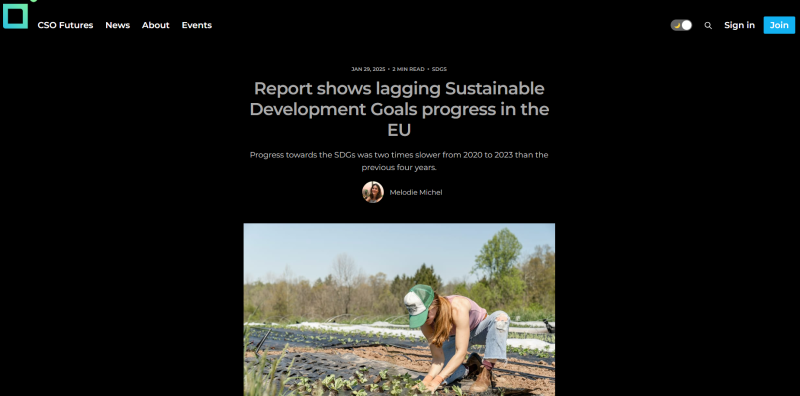 CSO Futures News About Events Sign in Join
JAN 29, 2025 • 2 MIN READ • SDGS
Report shows lagging Sustainable
Development Goals progress in the
EU
Progress towards the SDGs was two times slower from 2020 to 2023 than the
previous four years.
Melodie Michel